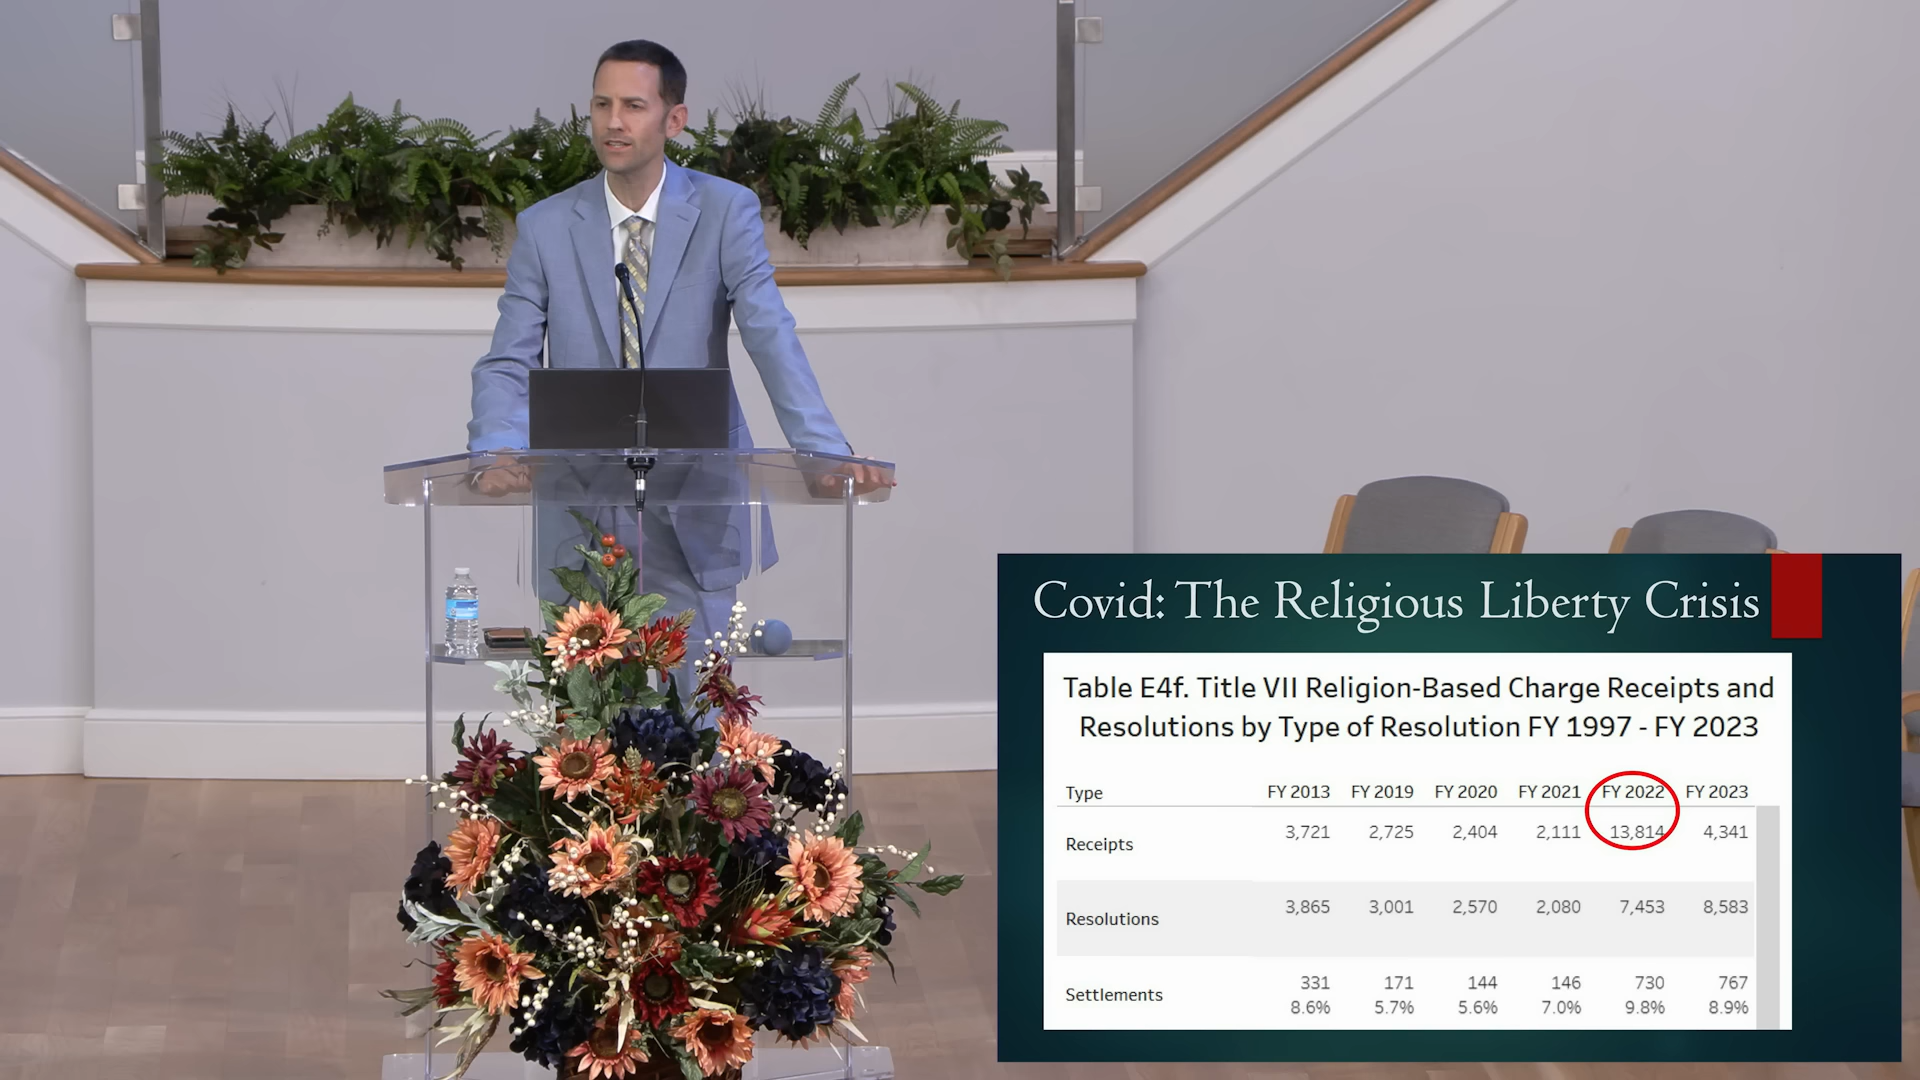 Covid: The Religious Liberty Crisis
Table E4f. Title VII Religion-Based Charge Receipts and
Resolutions by Type of Resolution FY 1997 - FY 2023
Type FY 2013 FY 2019 FY 2020 FY 2021 FY 2022 FY 2023
Receipts 3,721 2,725 2,404 2,111 13,814 4,341
Resolutions 3,865 3,001 2,570 2,080 7,453 8,583
Settlements 331 171 144 146 730 767
8.6% 5.7% 5.6% 7.0% 9.8% 8.9%